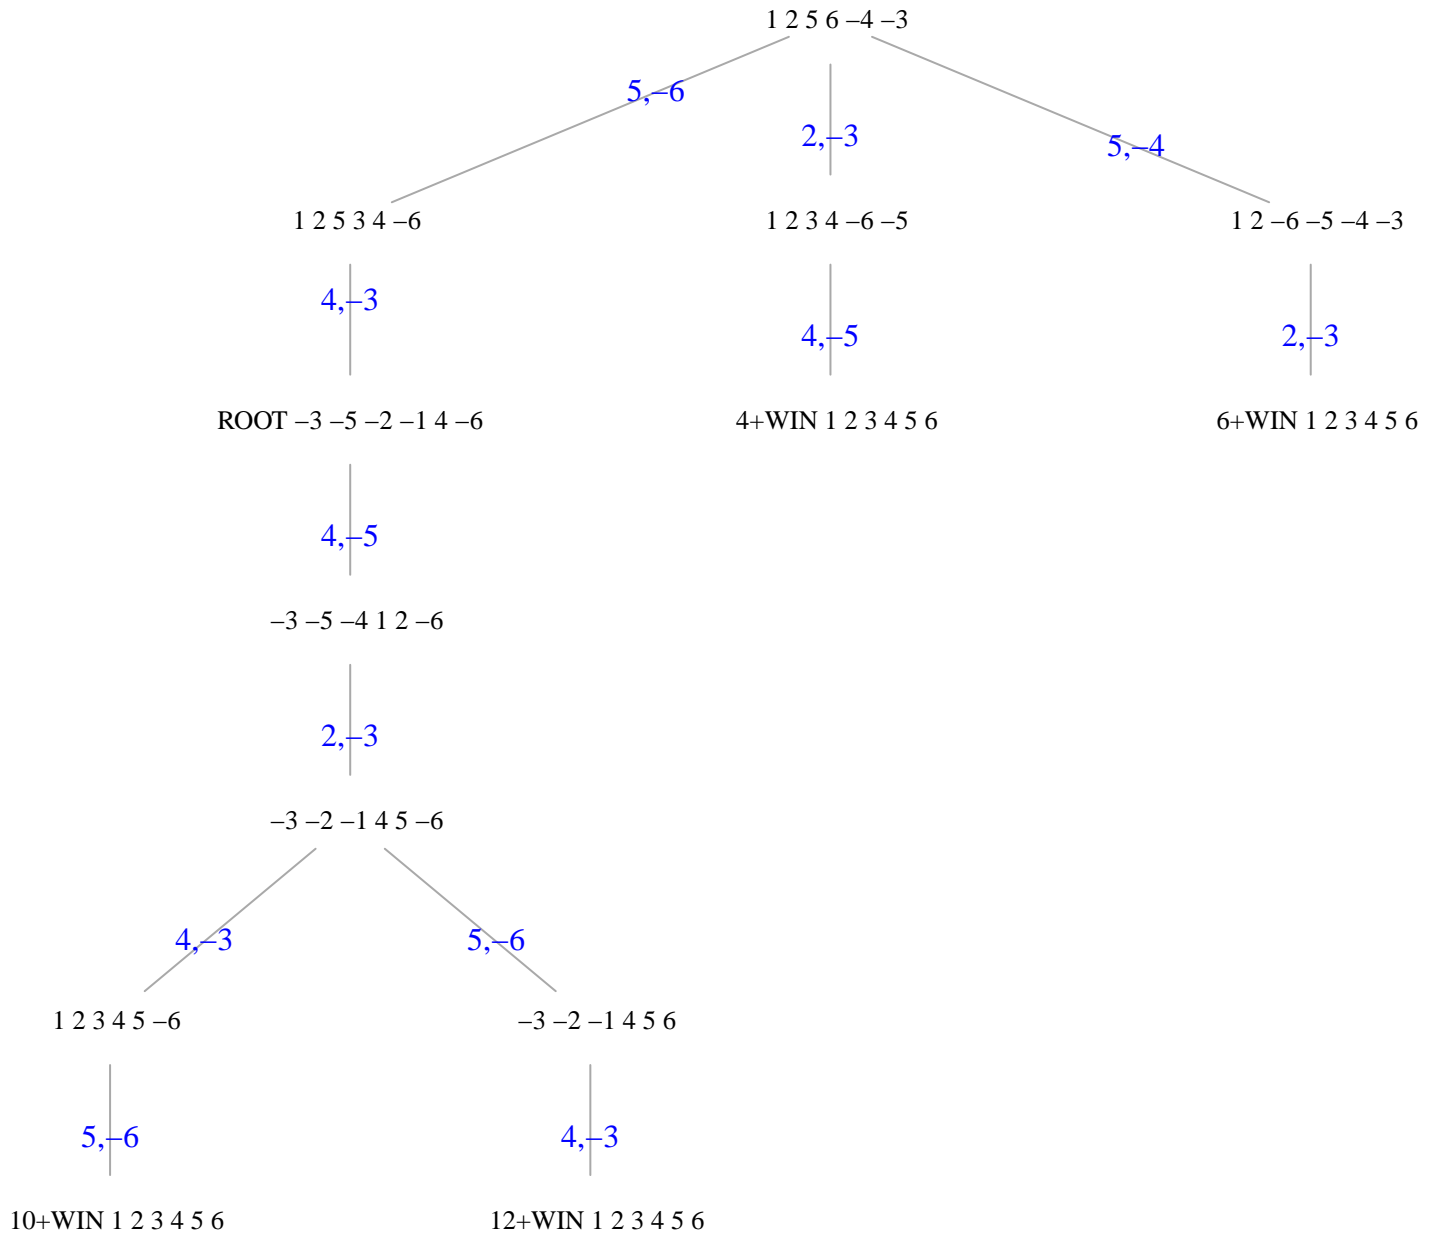 1 2 5 6 –4 –3
5,–6
2,–3
5,–4
1 2 5 3 4 –6
1 2 3 4 –6 –5
1 2 –6 –5 –4 –3
4,–3
4,–5
2,–3
ROOT –3 –5 –2 –1 4 –6
4+WIN 1 2 3 4 5 6
6+WIN 1 2 3 4 5 6
4,–5
–3 –5 –4 1 2 –6
2,–3
–3 –2 –1 4 5 –6
4,–3
5,–6
1 2 3 4 5 –6
–3 –2 –1 4 5 6
5,–6
4,–3
10+WIN 1 2 3 4 5 6
12+WIN 1 2 3 4 5 6